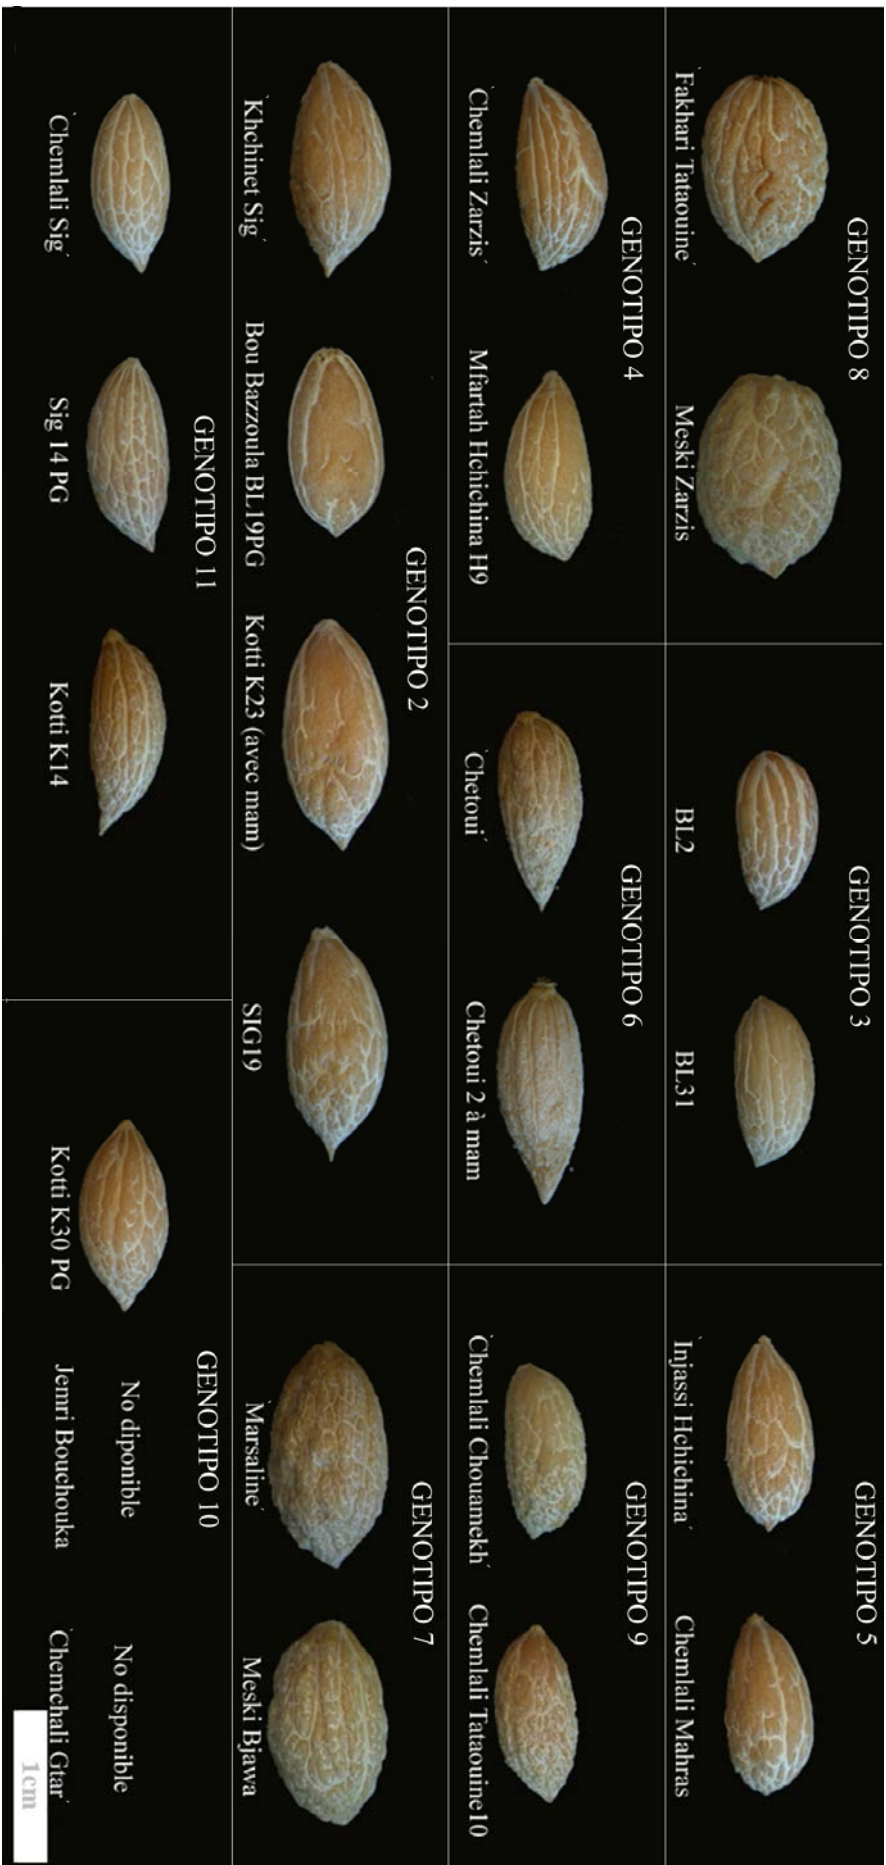 GENOTIPO 8
`Fakhari Tataouine´ Meski Zarzis
GENOTIPO 3
BL2 BL31
GENOTIPO 5
`Injassi Hchichina´ Chemlali Mahras
GENOTIPO 4
`Chemlali Zarzis´ Mfartah Hchichina H9
GENOTIPO 6
`Chetoui´ Chetoui 2 à mam
GENOTIPO 9
`Chemlali Chouamekh´ Chemlali Tataouine10
GENOTIPO 2
`Khchinet Sig´ Bou Bazzoula BL19PG Kotti K23 (avec mam) SIG19
GENOTIPO 7
`Marsaline´ Meski Bjawa
GENOTIPO 11
`Chemlali Sig´ Sig 14 PG Kotti K14
GENOTIPO 10
No diponible No disponible
Kotti K30 PG Jemri Bouchouka `Chemchali Gtar´
1cm